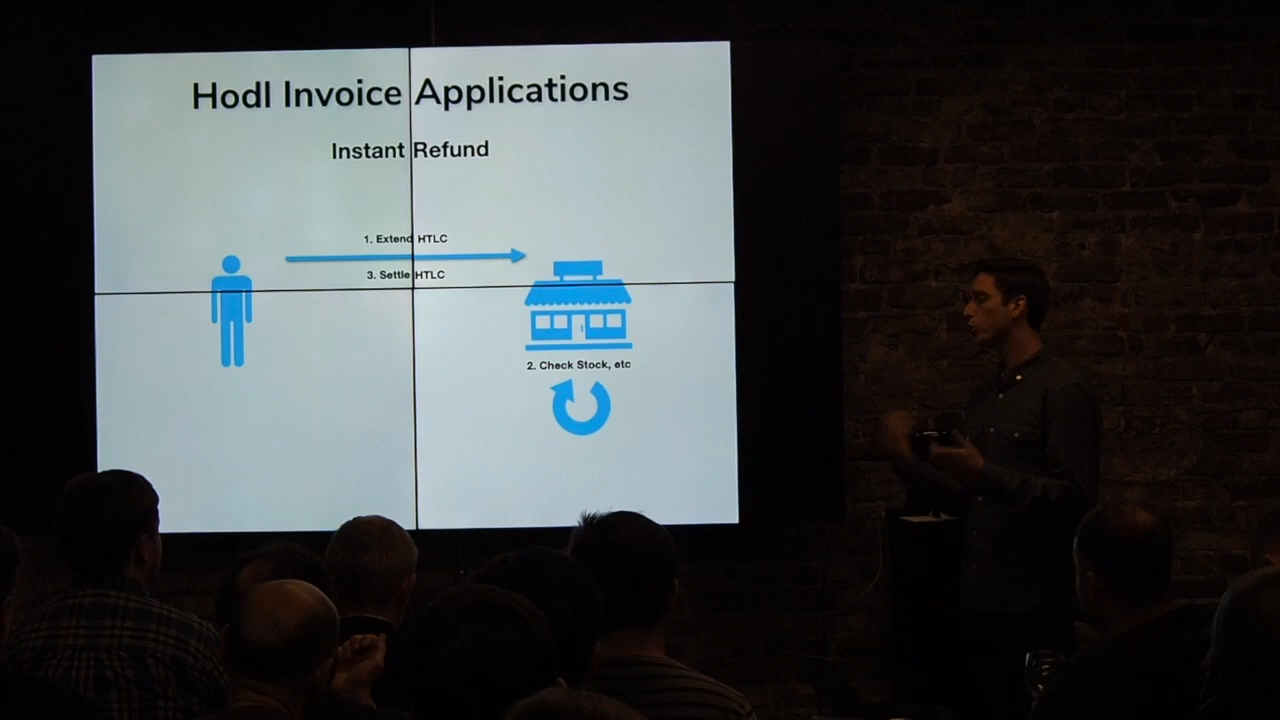 Hodl Invoice Applications
Instant Refund
1. Extend HTLC
3. Settle HTLC
2. Check Stock, etc